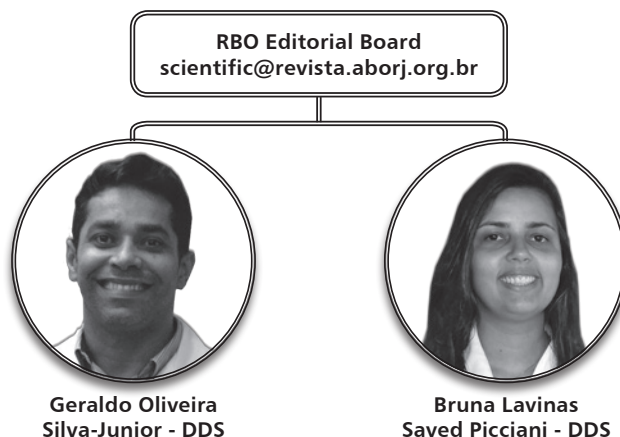 RBO Editorial Board
scientific@revista.aborj.org.br
Geraldo Oliveira
Silva-Junior - DDS
Bruna Lavinas
Saved Picciani - DDS